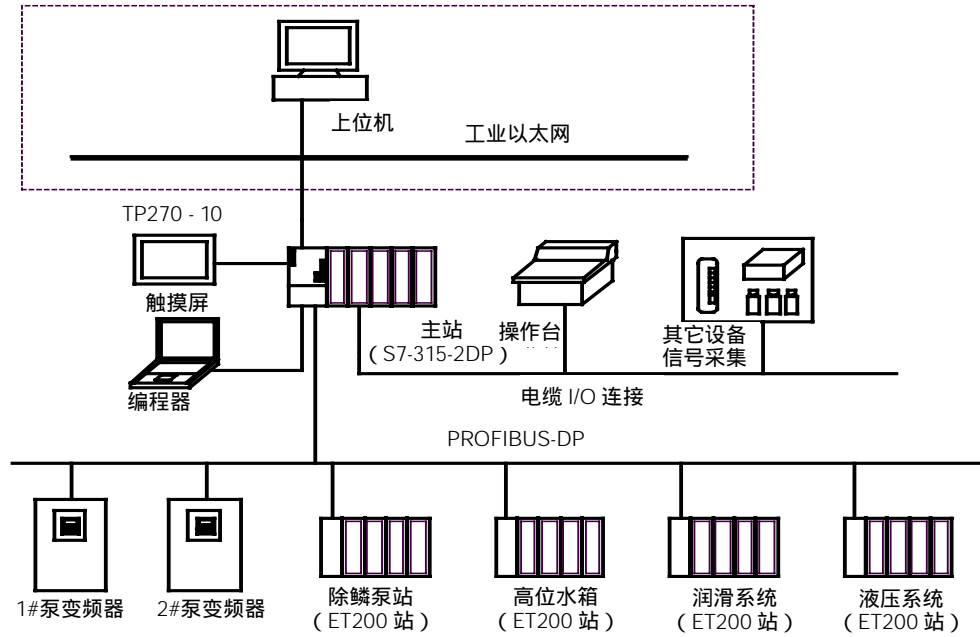 上位机
工业以太网
TP270 - 10
触摸屏
主站
（S7-315-2DP）
操作台
其它设备
信号采集
编程器
电缆 I/O 连接
PROFIBUS-DP
1#泵变频器
2#泵变频器
除鳞泵站
（ET200 站）
高位水箱
（ET200 站）
润滑系统
（ET200 站）
液压系统
（ET200 站）